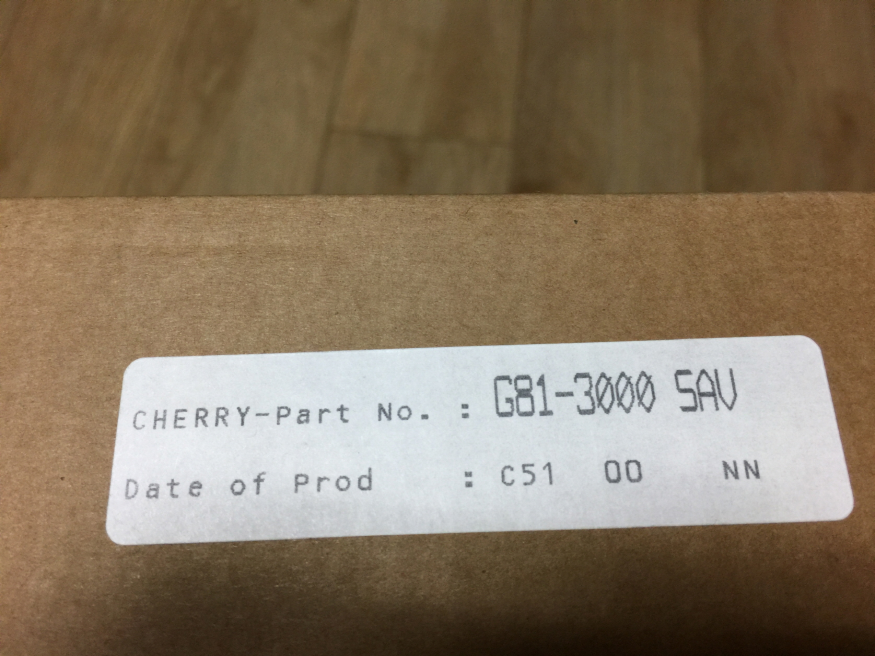 CHERRY-Part No. : G81-3000 SAV
Date of Prod : C51 00 NN